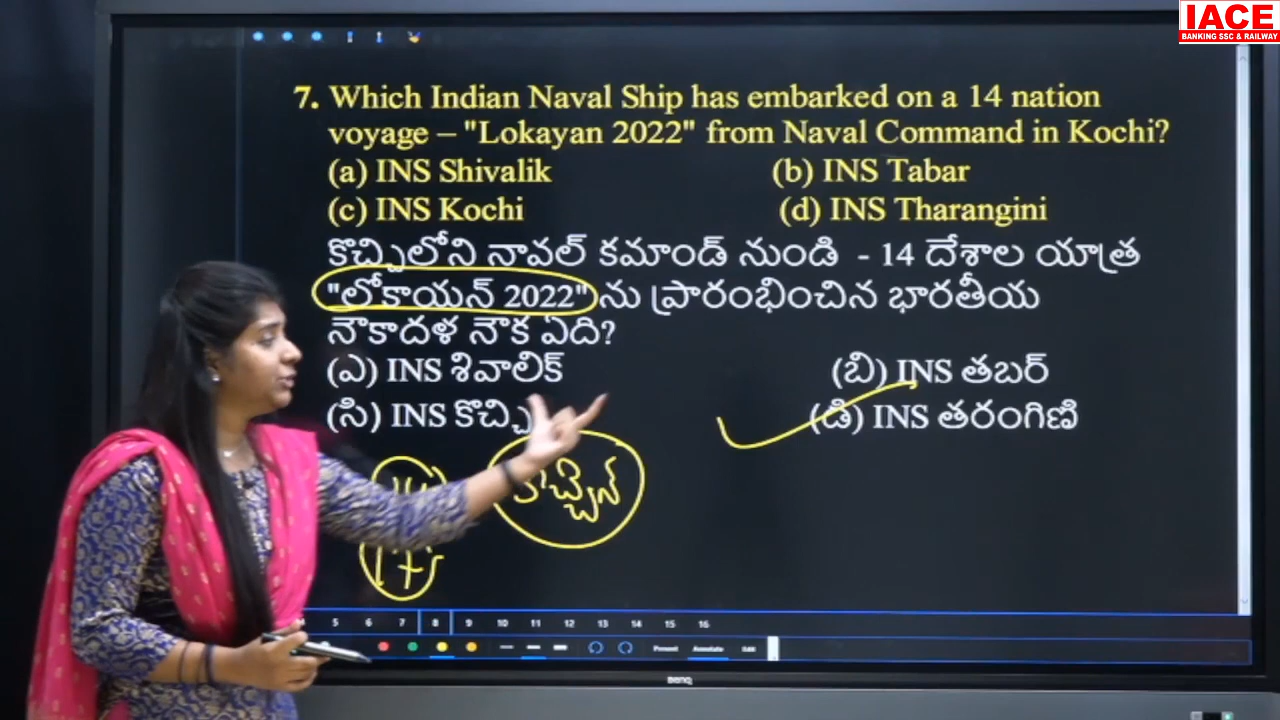 IACE
BANKING SSC & RAILWAY
7. Which Indian Naval Ship has embarked on a 14 nation
voyage – "Lokayan 2022" from Naval Command in Kochi?
(a) INS Shivalik (b) INS Tabar
(c) INS Kochi (d) INS Tharangini
కొచ్చిలోని నావల్ కమాండ్ నుండి - 14 దేశాల యాత్ర
"లోకాయన్ 2022" ను ప్రారంభించిన భారతీయ
నౌకాదళ నౌక ఏది?
(ఎ) INS శివాలిక్ (బి) INS తబర్
(సి) INS కొచ్చి (డి) INS తరంగిణి
5 6 7 8 9 10 11 12 13 14 15 16
Present Annotate Edit
BenQ